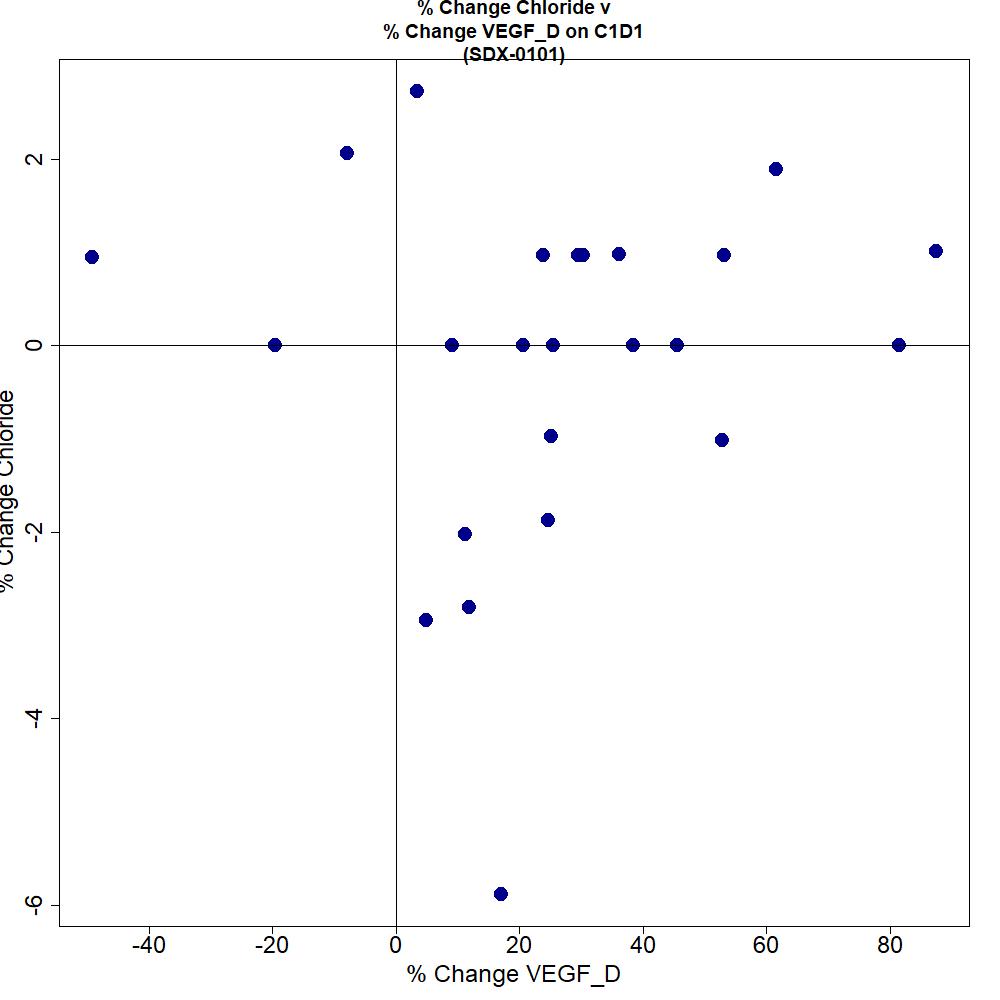 % Change Chloride v
% Change VEGF_D on C1D1
(SDX-0101)
% Change Chloride
2
0
-2
-4
-6
-40
-20
0
20
40
60
80
% Change VEGF_D